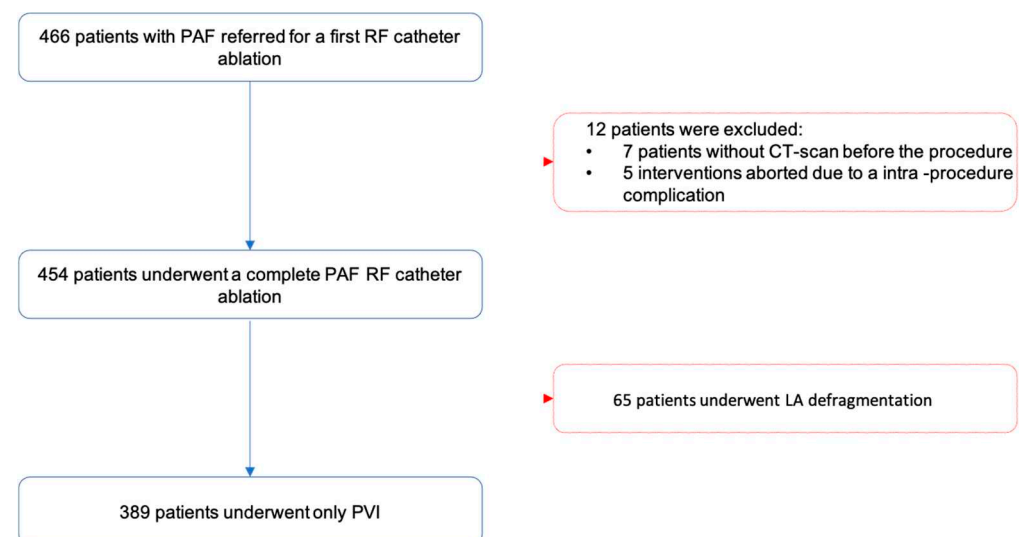 466 patients with PAF referred for a first RF catheter
ablation
12 patients were excluded:
• 7 patients without CT-scan before the procedure
• 5 interventions aborted due to a intra -procedure
complication
454 patients underwent a complete PAF RF catheter
ablation
65 patients underwent LA defragmentation
389 patients underwent only PVI